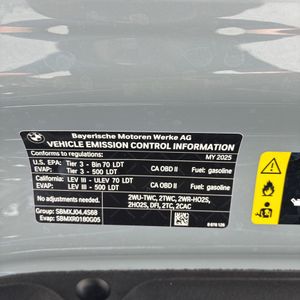 Bayerische Motoren Werke AG
VEHICLE EMISSION CONTROL INFORMATION
Conforms to regulations: MY 2025
U.S. EPA: Tier 3 - Bin 70 LDT CA OBD II Fuel: gasoline
EVAP: Tier 3 - 500 LDT
California: LEV III - ULEV 70 LDT CA OBD II Fuel: gasoline
EVAP: LEV III - 500 LDT
No adjustments needed. 2WU-TWC, 2TWC, 2WR-HO2S,
2HO2S, DFI, 2TC, 2CAC
Group: SBMXJ04.4S68
Evap: SBMXR0180G05